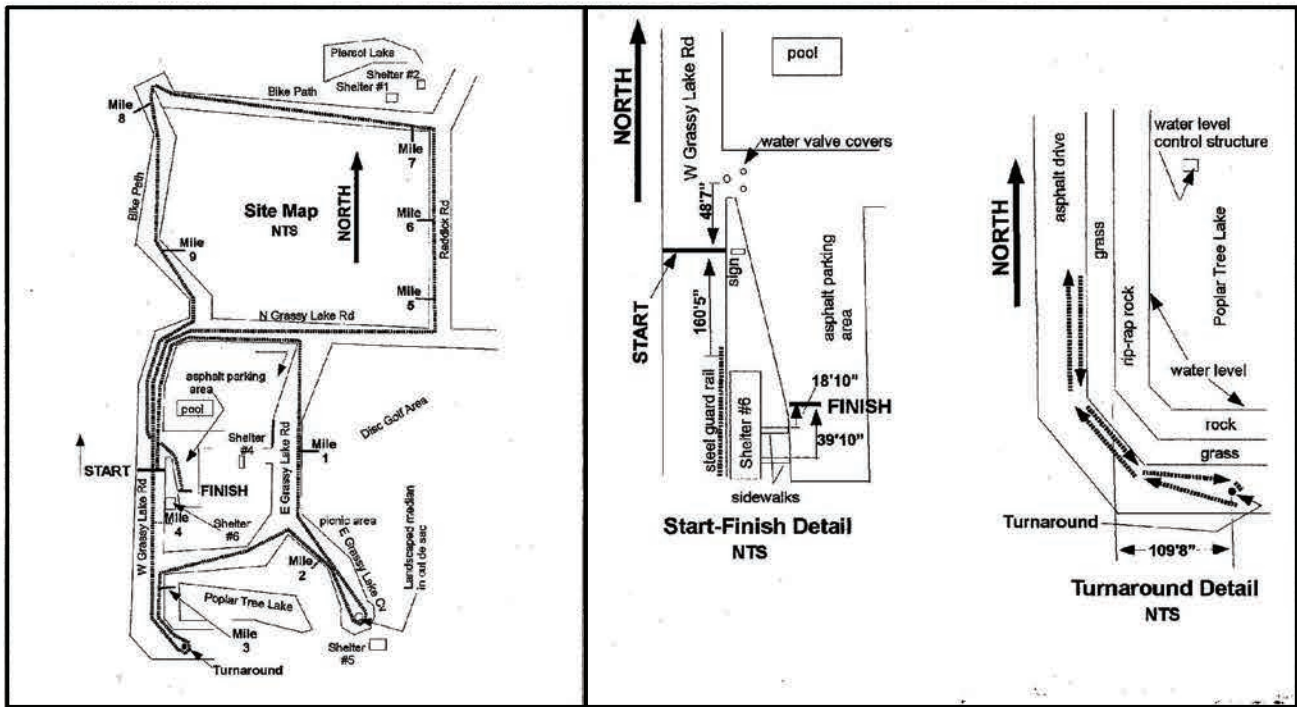 Piersol Lake
Shelter #2
Shelter #1
Bike Path
Mile
8
Mile
7
Bike Path
Site Map
NTS
NORTH
Mile
6
Reddick Rd
Mile
9
Mile
5
N Grassy Lake Rd
asphalt parking
area
pool
Disc Golf Area
Shelter
#4
E Grassy Lake Rd
Mile
1
START
FINISH
W Grassy Lake Rd
Mile
4
Shelter
#6
picnic area
E Grassy Lake Cv
Landscaped median
in cul de sac
Mile
2
Poplar Tree Lake
Mile
3
Shelter
#5
Turnaround
NORTH
W Grassy Lake Rd
pool
water valve covers
48'7"
START
sign
160'5"
asphalt parking
area
steel guard rail
Shelter #6
18'10"
FINISH
39'10"
sidewalks
Start-Finish Detail
NTS
NORTH
asphalt drive
grass
rip-rap rock
water level
control structure
Poplar Tree Lake
water level
rock
grass
Turnaround
109'8"
Turnaround Detail
NTS